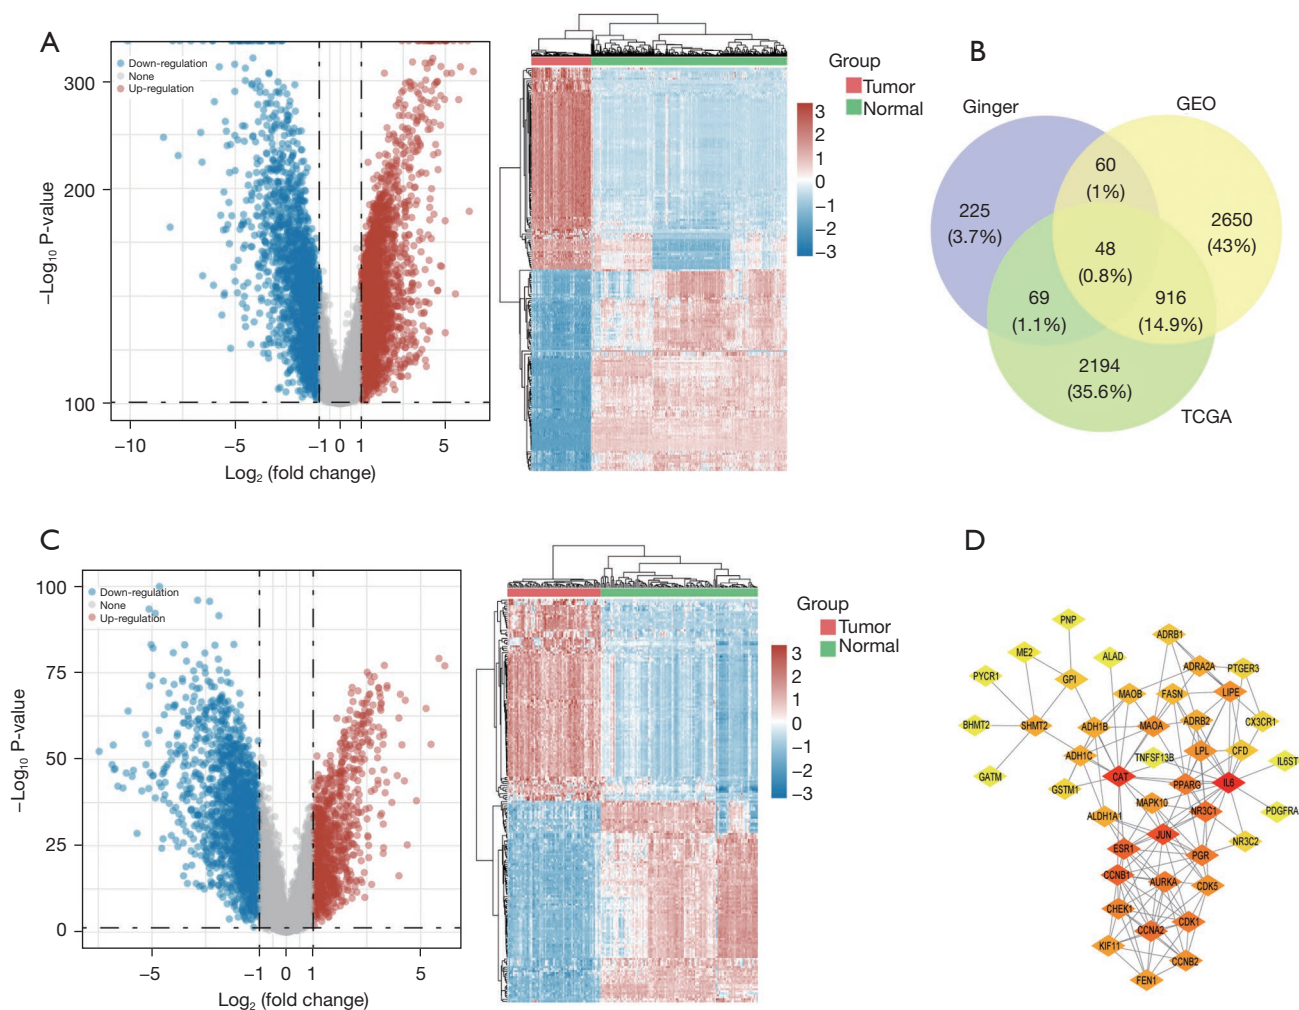 A
Down-regulation
None
Up-regulation
300
200
100
−Log10 P-value
−10
−5
−1
0
1
5
Log2 (fold change)
Group
Tumor
Normal
3
2
1
0
−1
−2
−3
B
Ginger
GEO
TCGA
60
(1%)
225
(3.7%)
2650
(43%)
48
(0.8%)
69
(1.1%)
916
(14.9%)
2194
(35.6%)
C
Down-regulation
None
Up-regulation
100
75
50
25
0
−Log10 P-value
−5
−1
0
1
5
Log2 (fold change)
Group
Tumor
Normal
3
2
1
0
−1
−2
−3
D
PNP
ADRB1
ME2
ALAD
ADRA2A
PTGER3
PYCR1
GPI
MAOB
FASN
LIPE
BHMT2
SHMT2
ADH1B
MAOA
ADRB2
CX3CR1
ADH1C
TNFSF13B
LPL
CFD
IL6ST
GATM
GSTM1
CAT
PPARG
IL6
MAPK10
NR3C1
PDGFRA
ALDH1A1
JUN
NR3C2
ESR1
PGR
CCNB1
AURKA
CDK5
CHEK1
CDK1
CCNA2
KIF11
CCNB2
FEN1